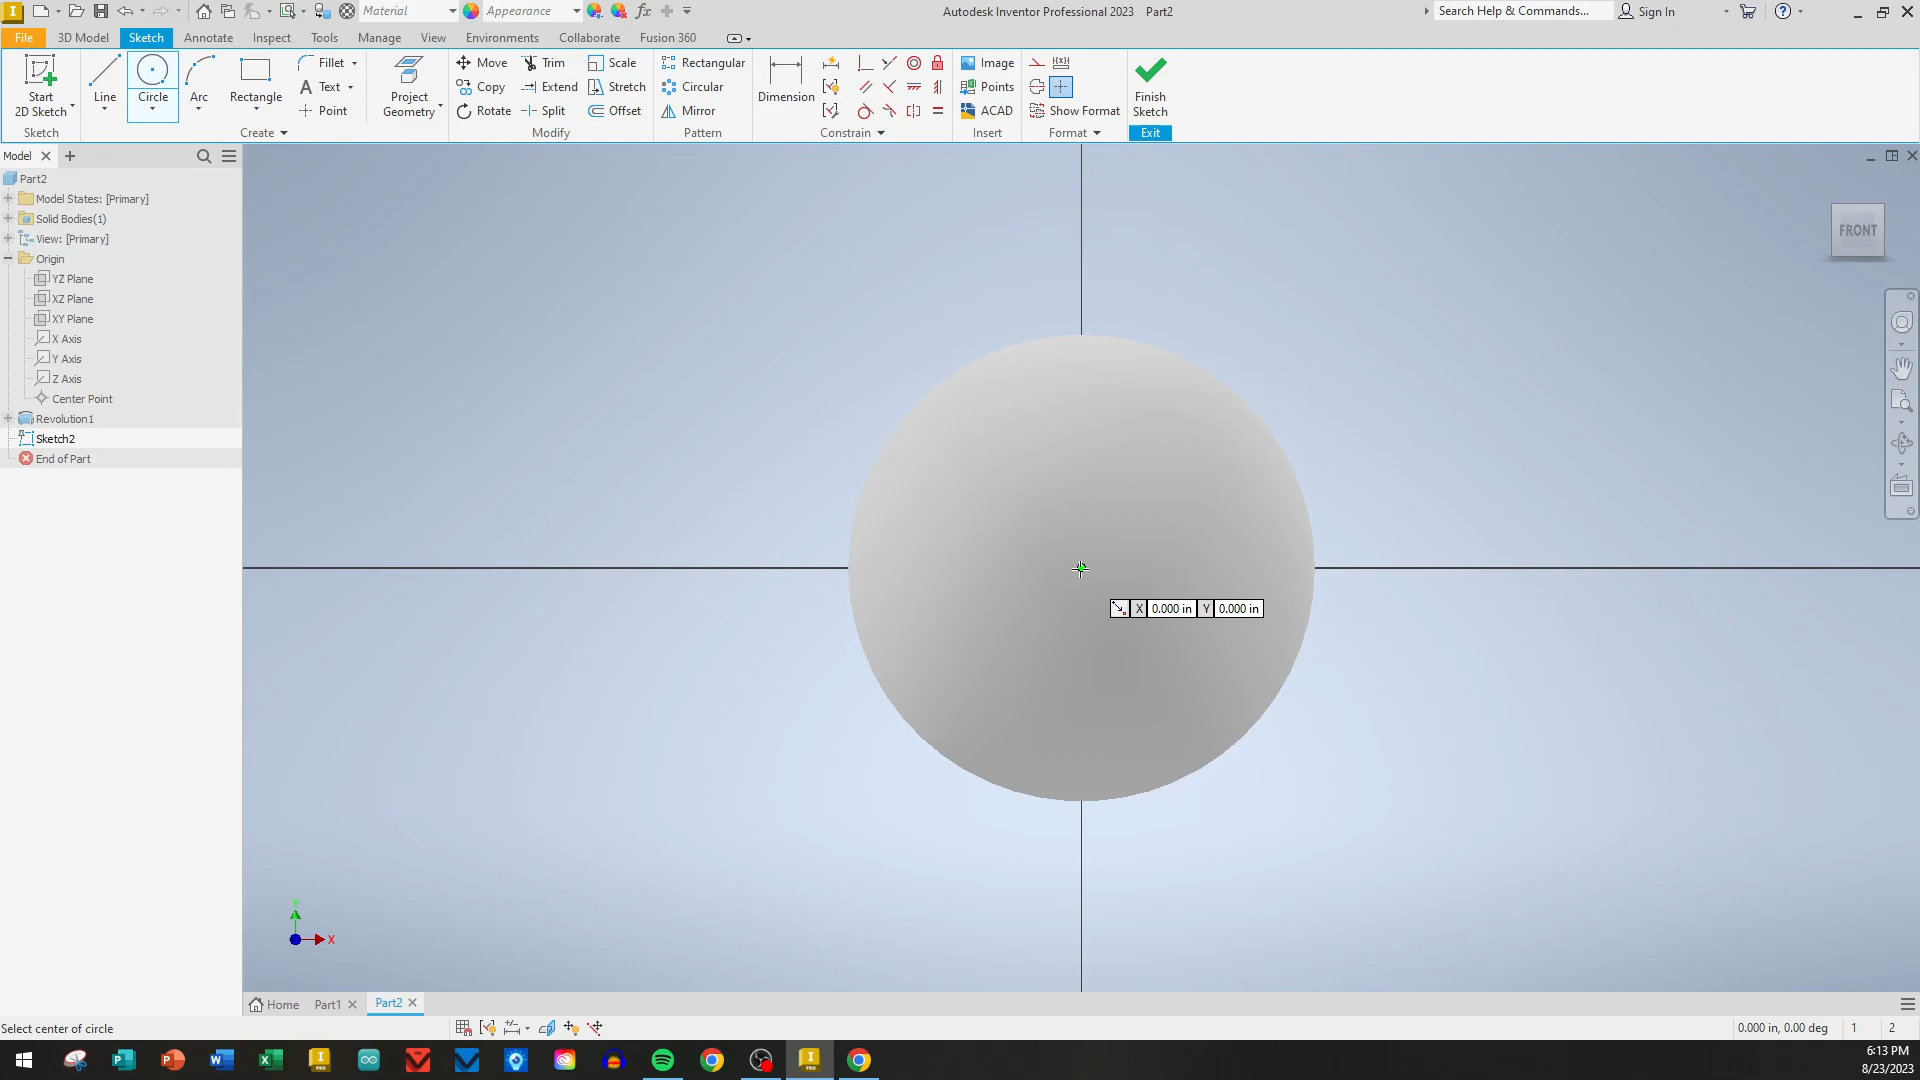 Material
Appearance
fx
Autodesk Inventor Professional 2023 Part2
Search Help & Commands...
Sign In
File
3D Model
Sketch
Annotate
Inspect
Tools
Manage
View
Environments
Collaborate
Fusion 360
Start
2D Sketch
Line
Circle
Arc
Rectangle
Fillet
Text
Point
Project
Geometry
Move
Copy
Rotate
Trim
Extend
Split
Scale
Stretch
Offset
Rectangular
Circular
Mirror
Dimension
Image
Points
ACAD
Show Format
Finish
Sketch
Sketch
Create
Modify
Pattern
Constrain
Insert
Format
Exit
Model
Part2
Model States: [Primary]
Solid Bodies(1)
View: [Primary]
Origin
YZ Plane
XZ Plane
XY Plane
X Axis
Y Axis
Z Axis
Center Point
Revolution1
Sketch2
End of Part
FRONT
X 0.000 in Y 0.000 in
Y
X
Home
Part1
Part2
Select center of circle
0.000 in, 0.00 deg 1 2
6:13 PM
8/23/2023